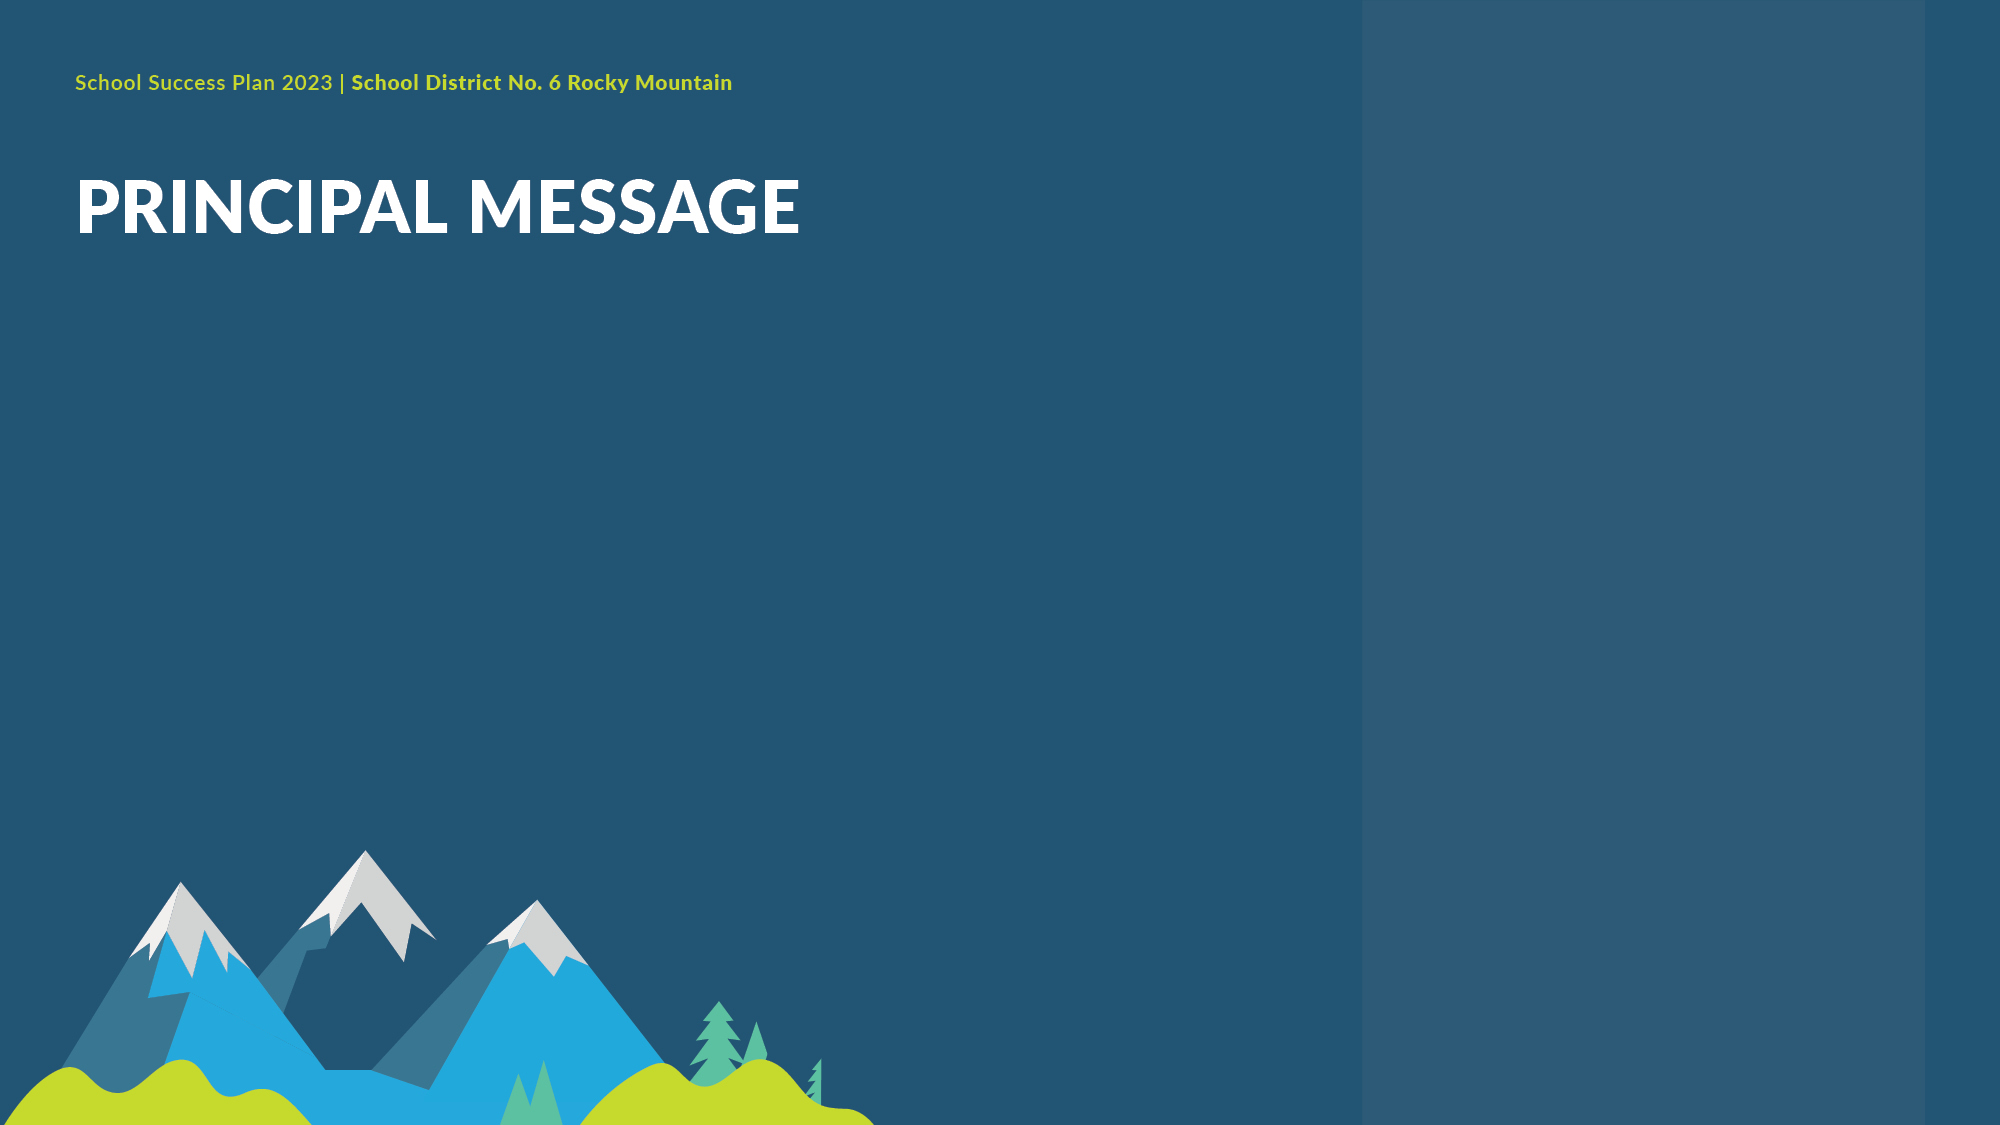 School Success Plan 2023 | School District No. 6 Rocky Mountain
PRINCIPAL MESSAGE